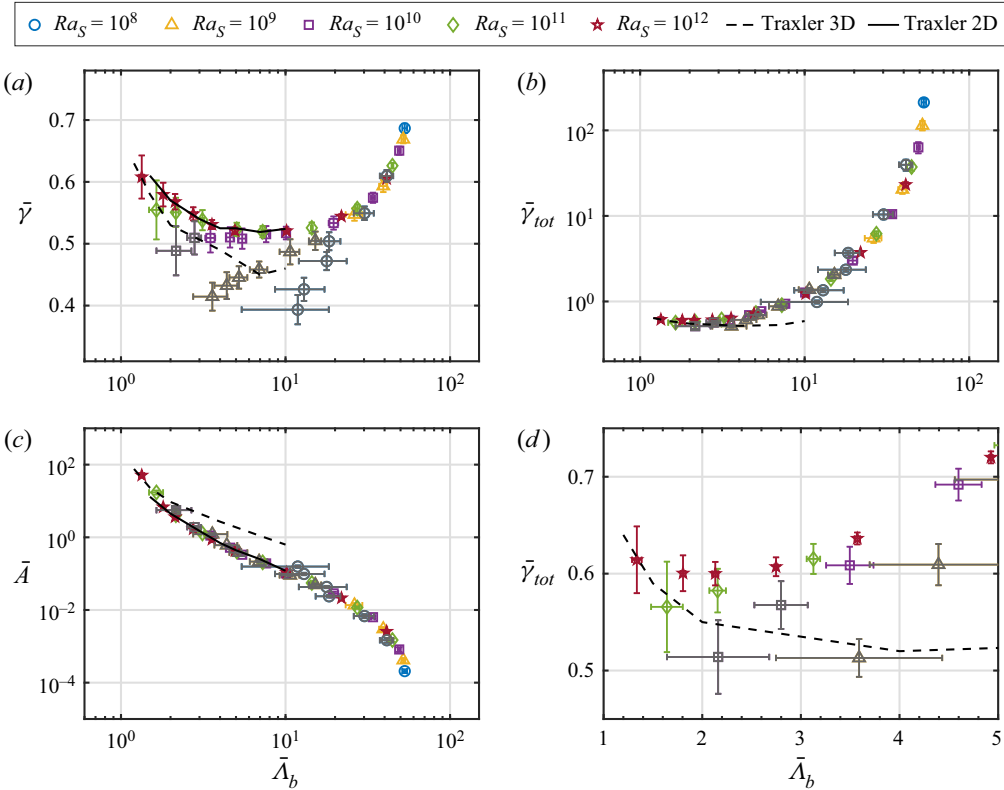 Ra_S = 10^8 Ra_S = 10^9 Ra_S = 10^10 Ra_S = 10^11 Ra_S = 10^12 Traxler 3D Traxler 2D
(a) (b)
γ̄
0.7
0.6
0.5
0.4
10^0 10^1 10^2
γ̄_tot
10^2
10^1
10^0
10^0 10^1 10^2
(c) (d)
Ā
10^2
10^0
10^−2
10^−4
10^0 10^1 10^2
Λ̄_b
γ̄_tot
0.7
0.6
0.5
1 2 3 4 5
Λ̄_b